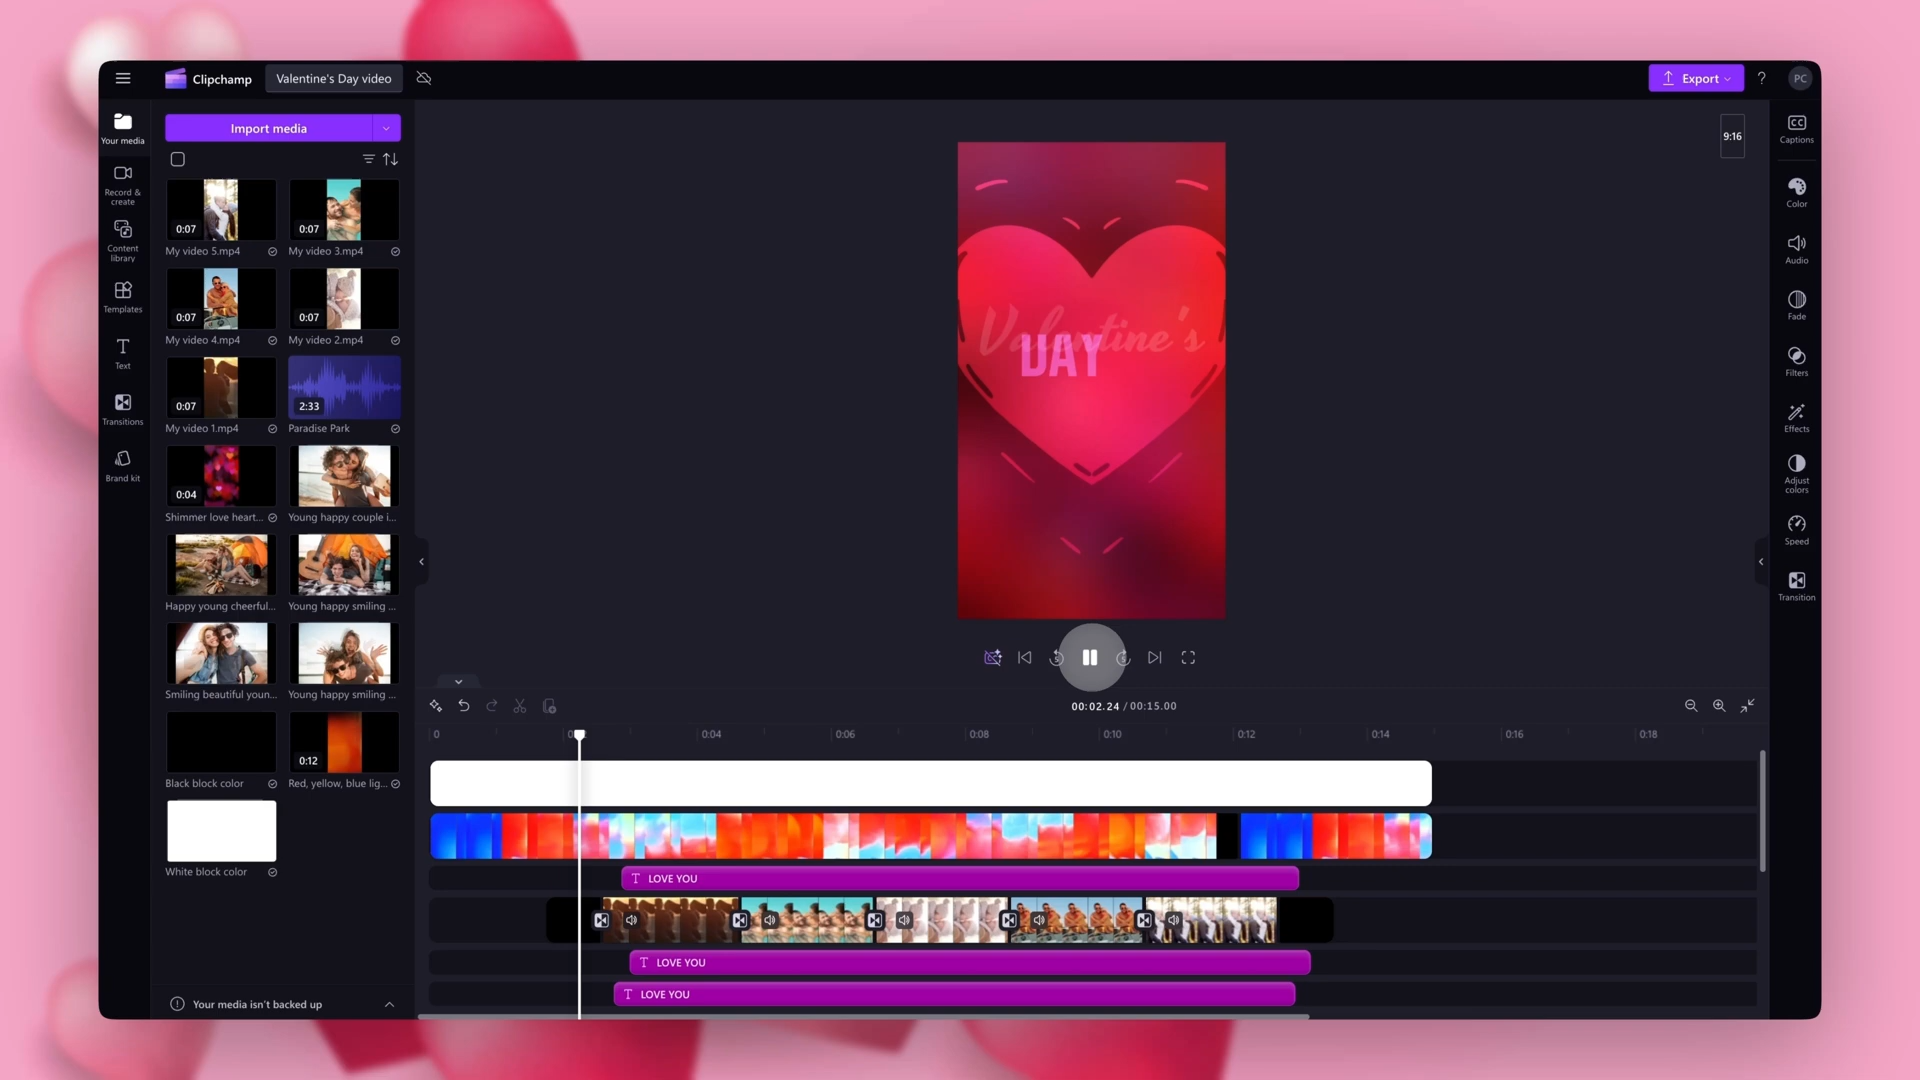 Clipchamp
Valentine's Day video
Export
?
PC
Your media
Import media
Record &
create
Content
library
Templates
Text
Transitions
Brand kit
0:07
My video 5.mp4
0:07
My video 3.mp4
0:07
My video 4.mp4
0:07
My video 2.mp4
0:07
My video 1.mp4
2:33
Paradise Park
0:04
Shimmer love heart...
Young happy couple i...
Happy young cheerful...
Young happy smiling ...
Smiling beautiful youn...
Young happy smiling ...
Black block color
0:12
Red, yellow, blue lig...
White block color
Your media isn't backed up
Valentine's
DAY
9:16
CC
Captions
Color
Audio
Fade
Filters
Effects
Adjust
colors
Speed
Transition
5
5
00:02.24 / 00:15.00
0
0:04
0:06
0:08
0:10
0:12
0:14
0:16
0:18
T LOVE YOU
T LOVE YOU
T LOVE YOU